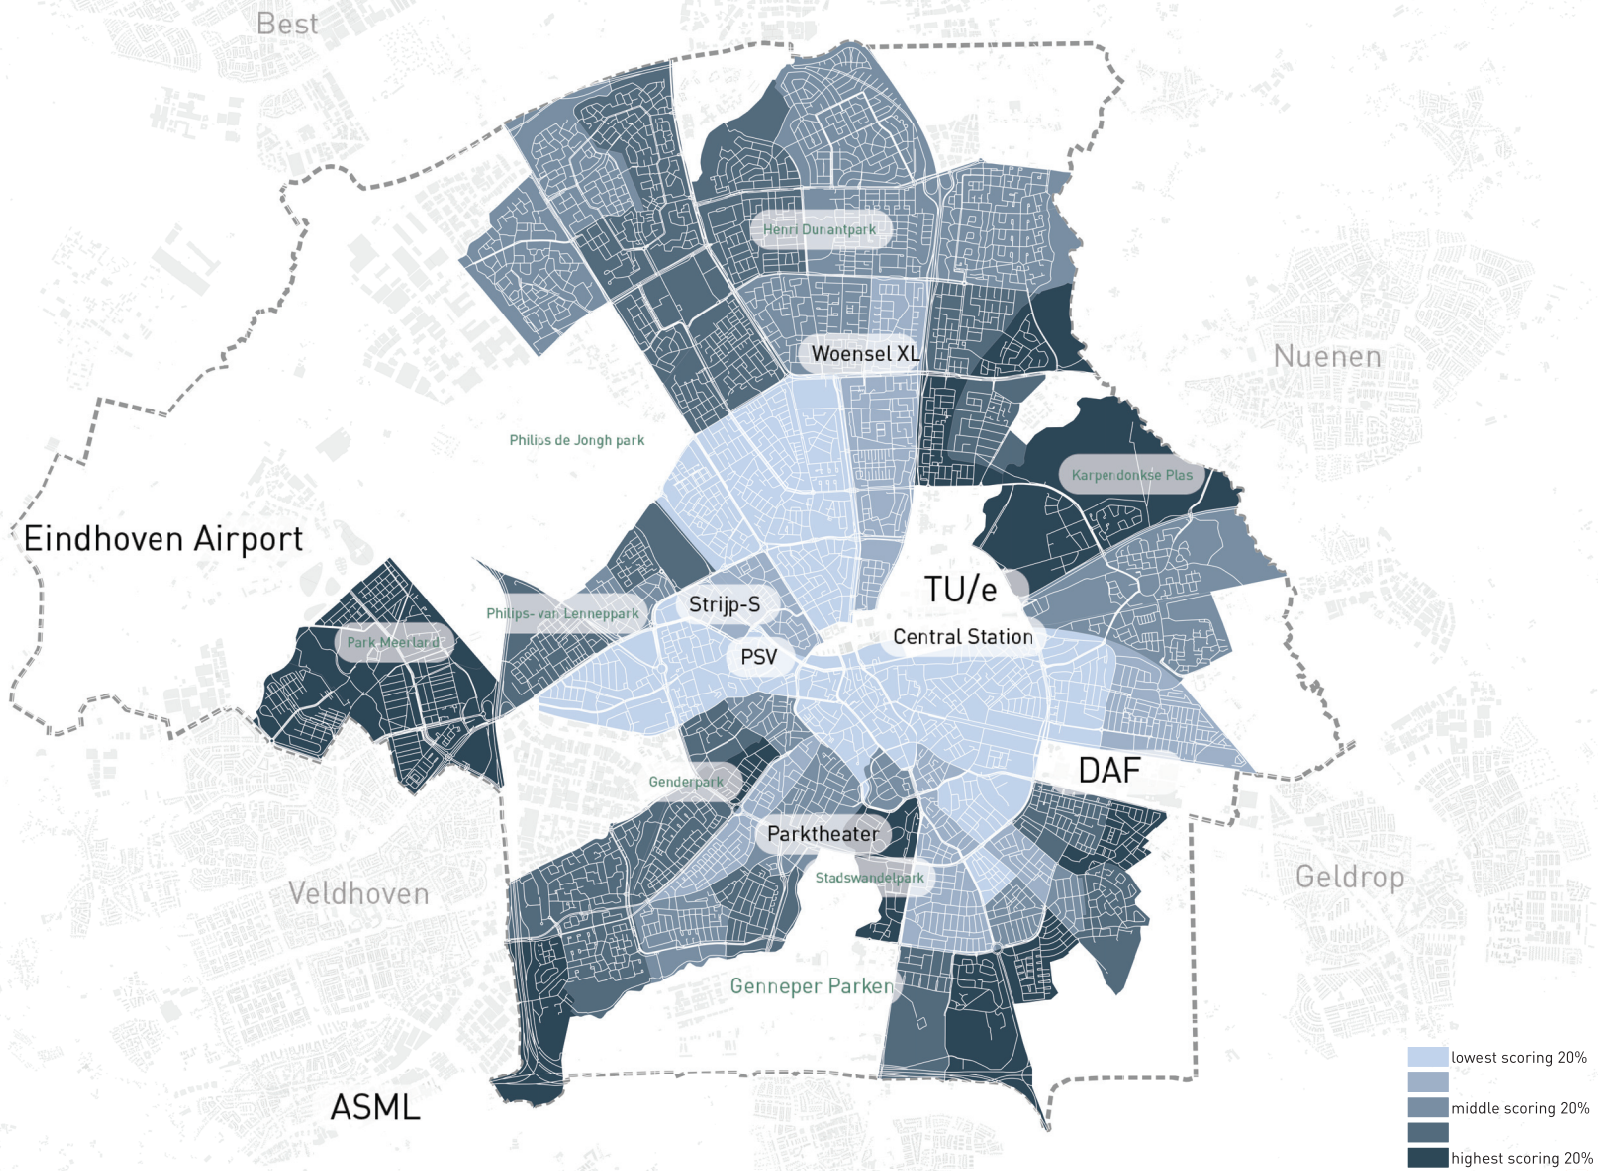 Best
Henri Dunantpark
Woensel XL
Nuenen
Philips de Jongh park
Karpendonkse Plas
Eindhoven Airport
TU/e
Strijp-S
Philips- van Lenneppark
Central Station
Park Meerland
PSV
DAF
Genderpark
Parktheater
Stadswandelpark
Geldrop
Veldhoven
Genneper Parken
ASML
lowest scoring 20%
middle scoring 20%
highest scoring 20%